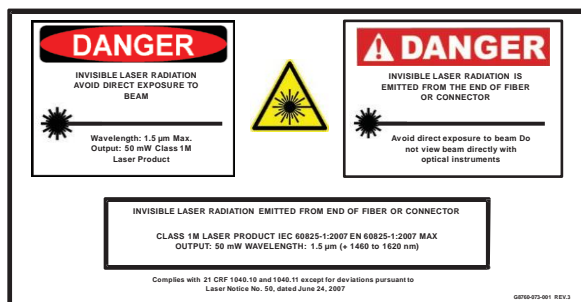 DANGER
INVISIBLE LASER RADIATION
AVOID DIRECT EXPOSURE TO
BEAM
Wavelength: 1.5 µm Max.
Output: 50 mW Class 1M
Laser Product
DANGER
INVISIBLE LASER RADIATION IS
EMITTED FROM THE END OF FIBER
OR CONNECTOR
Avoid direct exposure to beam Do
not view beam directly with
optical instruments
INVISIBLE LASER RADIATION EMITTED FROM END OF FIBER OR CONNECTOR
CLASS 1M LASER PRODUCT IEC 60825-1:2007 EN 60825-1:2007 MAX
OUTPUT: 50 mW WAVELENGTH: 1.5 µm (+ 1460 to 1620 nm)
Complies with 21 CRF 1040.10 and 1040.11 except for deviations pursuant to
Laser Notice No. 50, dated June 24, 2007
G8760-073-001 REV.3